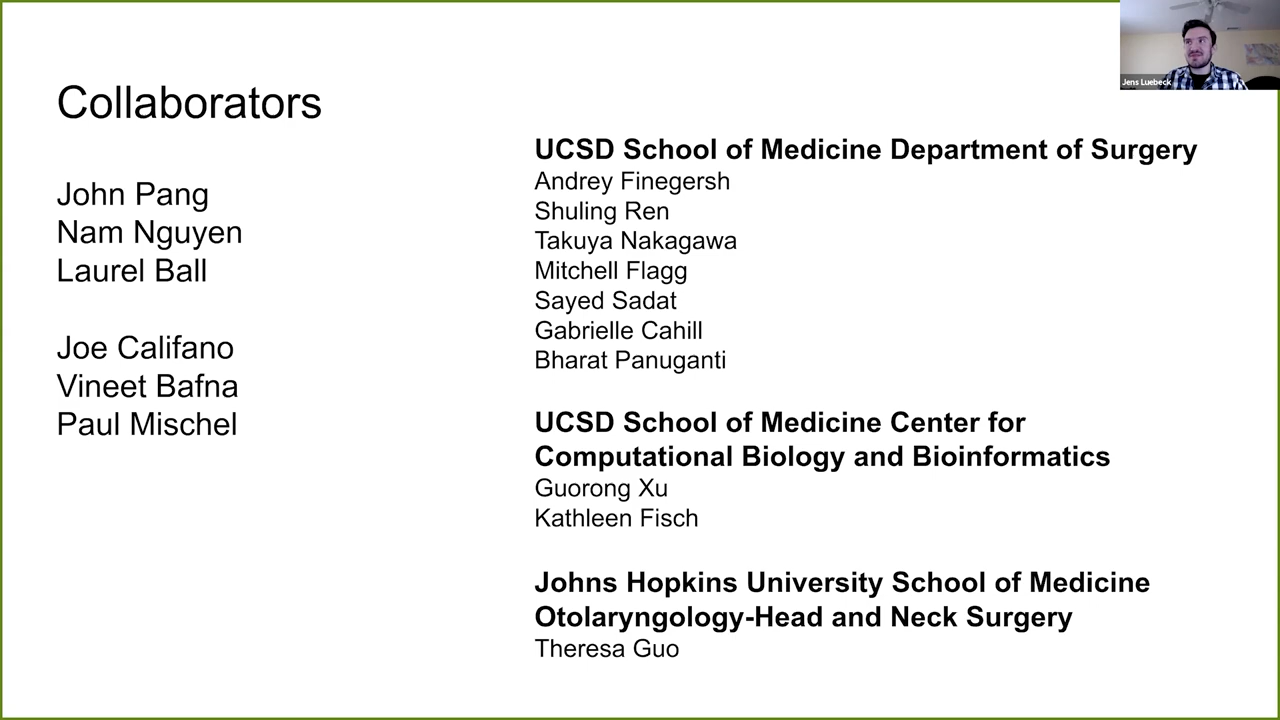 Collaborators
John Pang
Nam Nguyen
Laurel Ball
Joe Califano
Vineet Bafna
Paul Mischel
UCSD School of Medicine Department of Surgery
Andrey Finegersh
Shuling Ren
Takuya Nakagawa
Mitchell Flagg
Sayed Sadat
Gabrielle Cahill
Bharat Panuganti
UCSD School of Medicine Center for
Computational Biology and Bioinformatics
Guorong Xu
Kathleen Fisch
Johns Hopkins University School of Medicine
Otolaryngology-Head and Neck Surgery
Theresa Guo
Jens Luebeck